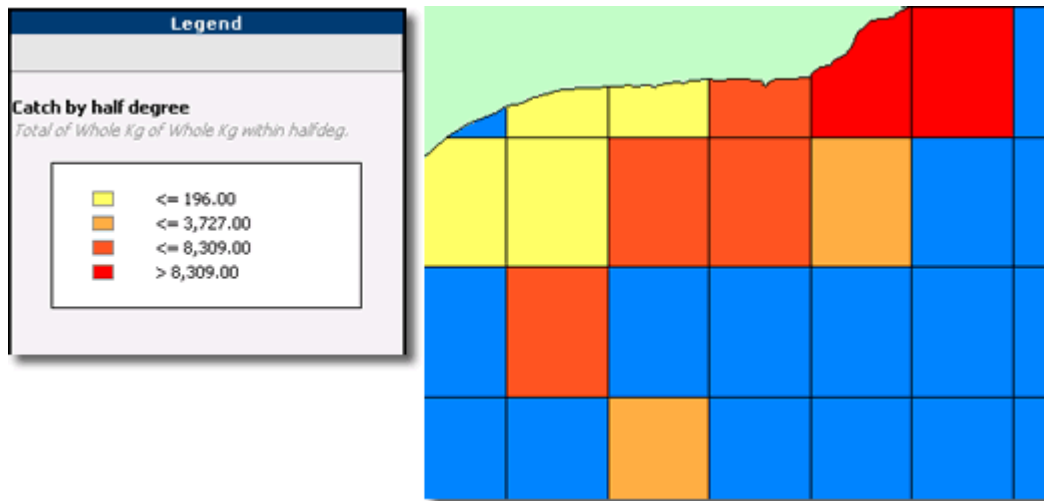 Legend
Catch by half degree
Total of Whole Kg of Whole Kg within halfdeg.
<= 196.00
<= 3,727.00
<= 8,309.00
> 8,309.00